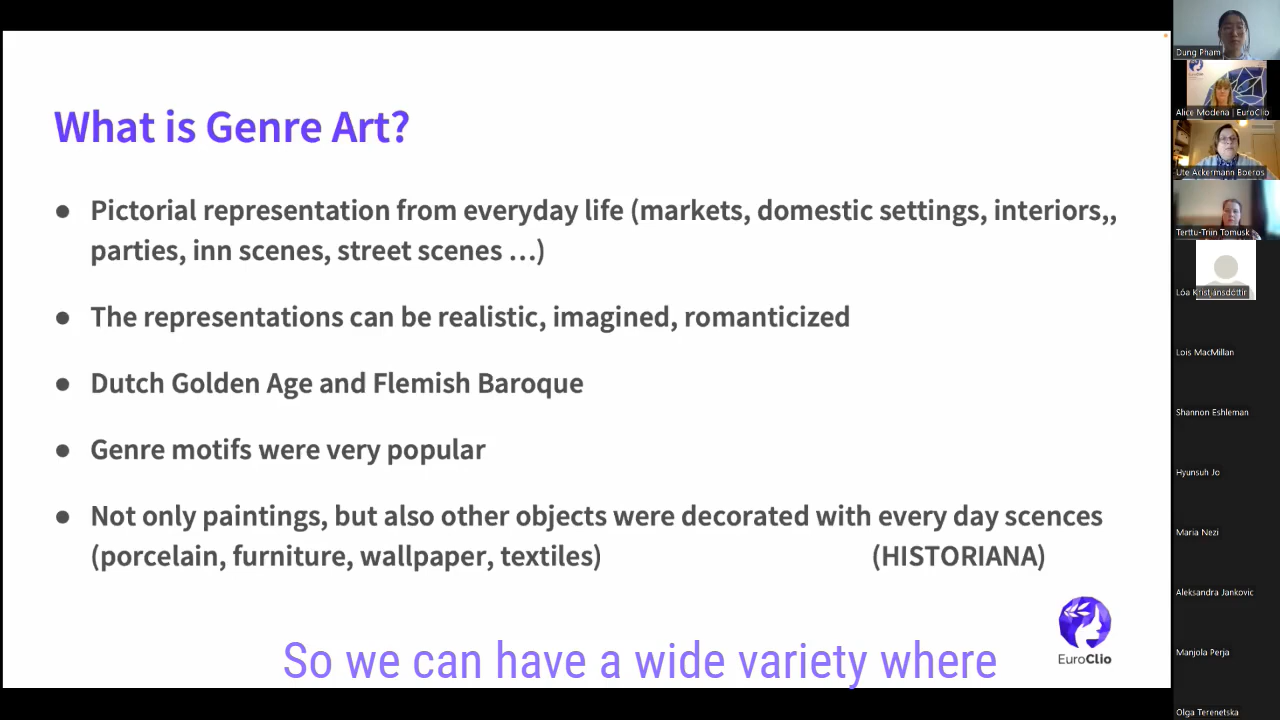 What is Genre Art?
● Pictorial representation from everyday life (markets, domestic settings, interiors,,
parties, inn scenes, street scenes …)
● The representations can be realistic, imagined, romanticized
● Dutch Golden Age and Flemish Baroque
● Genre motifs were very popular
● Not only paintings, but also other objects were decorated with every day scences
(porcelain, furniture, wallpaper, textiles) (HISTORIANA)
EuroClio
So we can have a wide variety where
Dung Pham
Alice Modena | EuroClio
Ute Ackermann Boeros
Terttu-Triin Tomusk
Lóa Kristjánsdóttir
Lois MacMillan
Shannon Eshleman
Hyunsuh Jo
Maria Nezi
Aleksandra Jankovic
Manjola Perja
Olga Terenetska